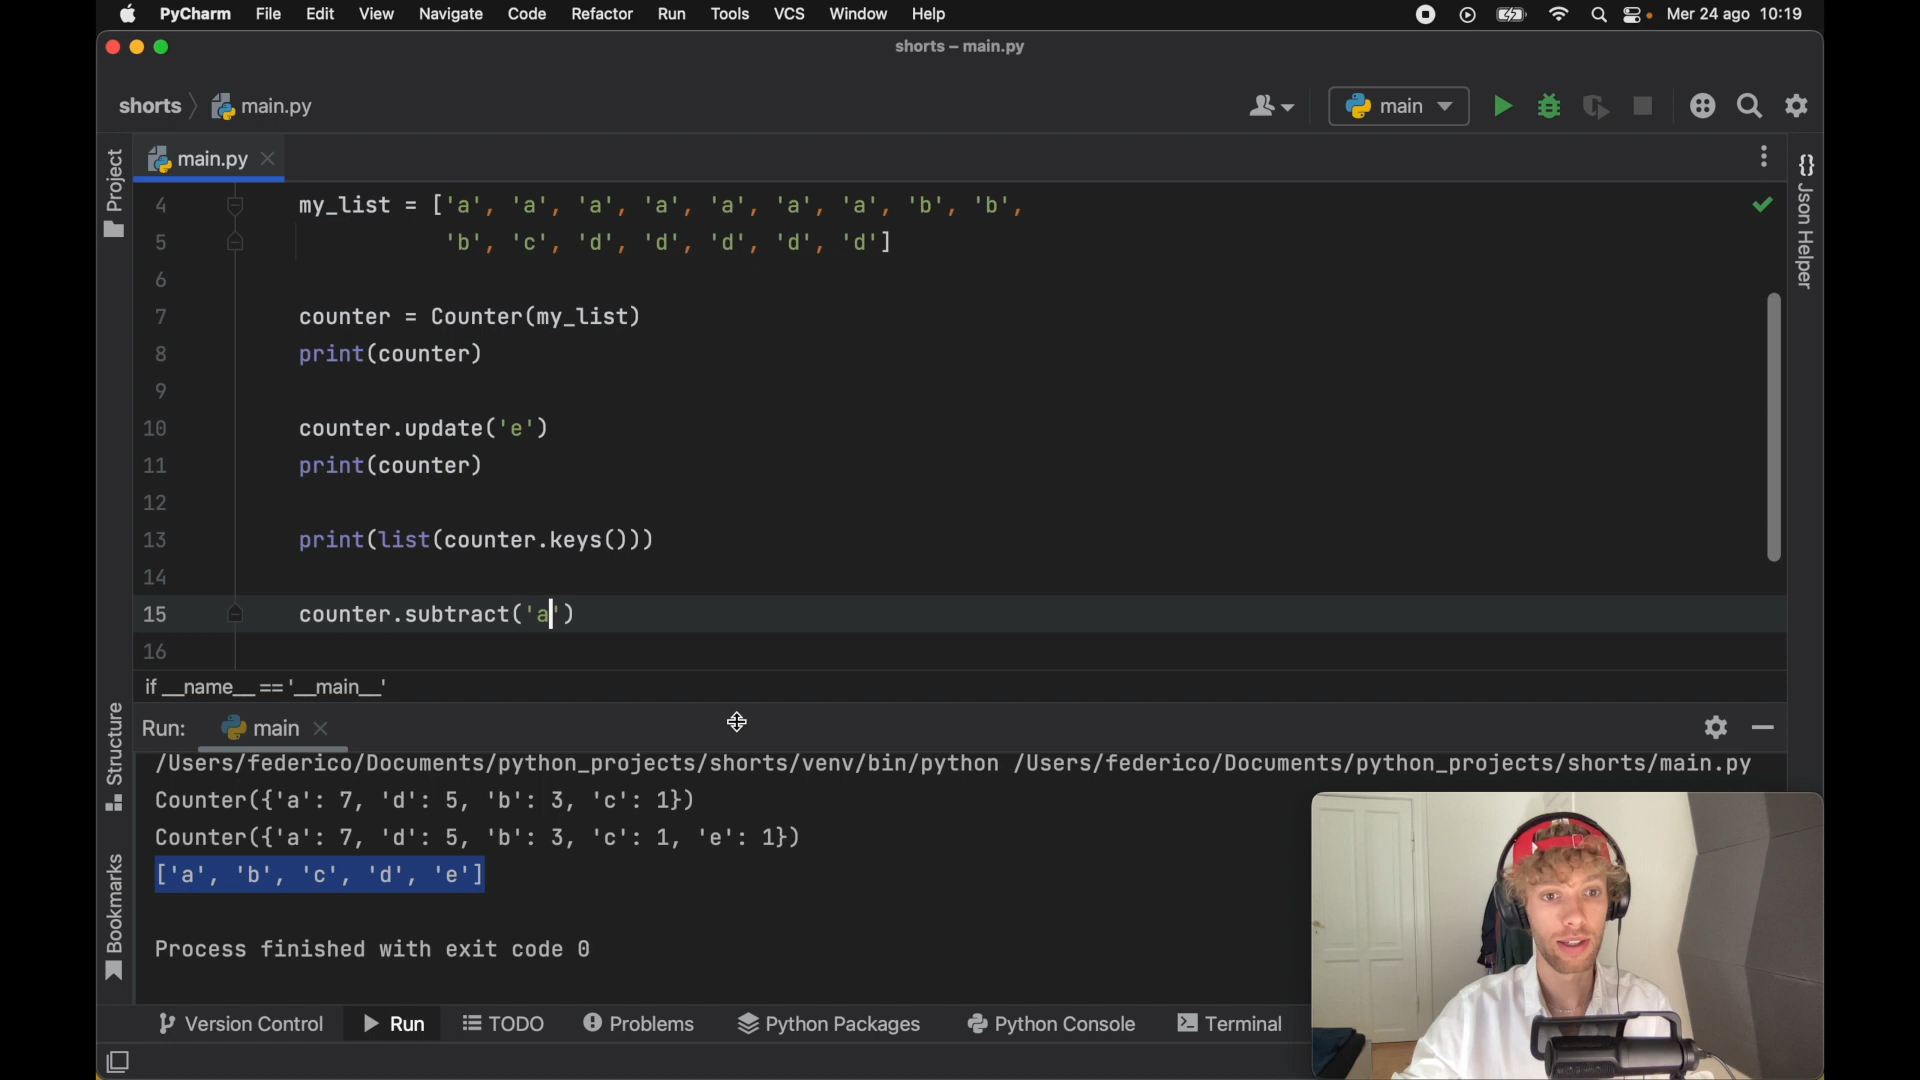 PyCharm File Edit View Navigate Code Refactor Run Tools VCS Window Help Mer 24 ago 10:19
shorts – main.py
shorts main.py main
Project main.py
Json Helper
4 my_list = ['a', 'a', 'a', 'a', 'a', 'a', 'a', 'b', 'b',
5 'b', 'c', 'd', 'd', 'd', 'd', 'd']
6
7 counter = Counter(my_list)
8 print(counter)
9
10 counter.update('e')
11 print(counter)
12
13 print(list(counter.keys()))
14
15 counter.subtract('a')
16
if __name__ == '__main__'
Structure
Bookmarks
Run: main
/Users/federico/Documents/python_projects/shorts/venv/bin/python /Users/federico/Documents/python_projects/shorts/main.py
Counter({'a': 7, 'd': 5, 'b': 3, 'c': 1})
Counter({'a': 7, 'd': 5, 'b': 3, 'c': 1, 'e': 1})
['a', 'b', 'c', 'd', 'e']
Process finished with exit code 0
Version Control Run TODO Problems Python Packages Python Console Terminal